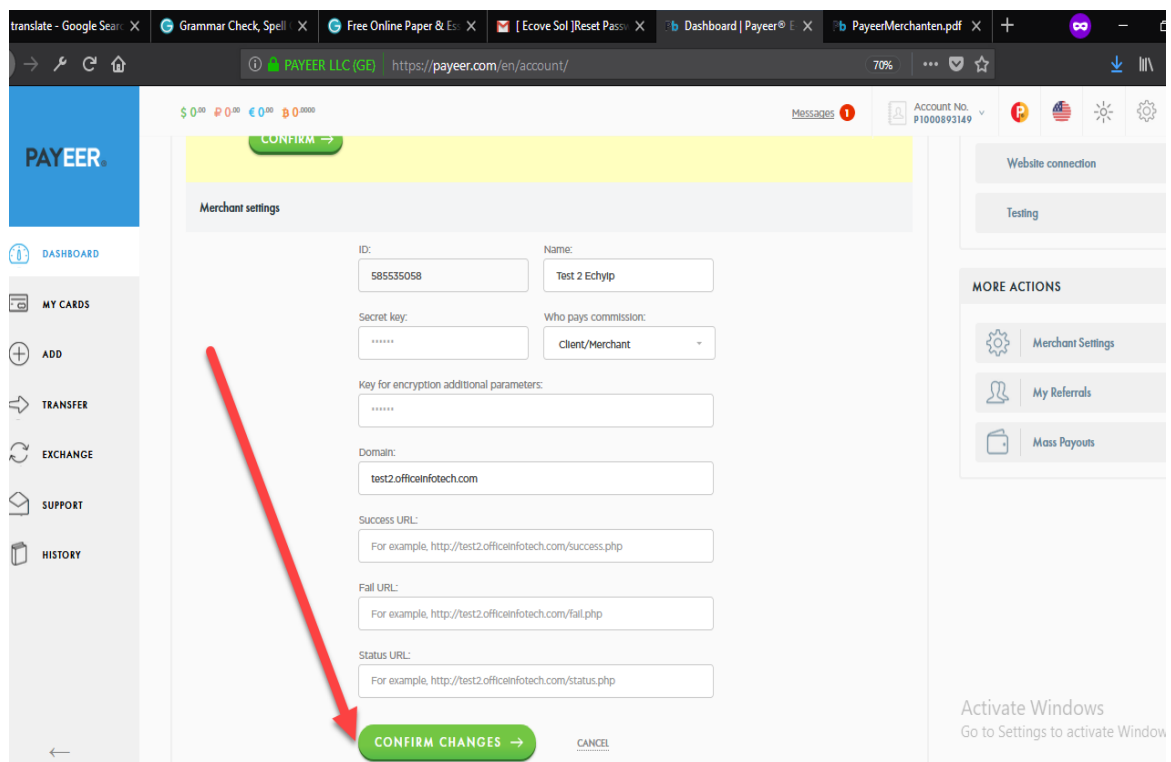 translate - Google Searc
Grammar Check, Spell
Free Online Paper & Es
[ Ecove Sol ]Reset Passw
Dashboard | Payeer® E
PayeerMerchanten.pdf
PAYEER LLC (GE) https://payeer.com/en/account/
70%
$ 0.00 ₽ 0.00 € 0.00 ฿ 0.0000
Messages 1
Account No.
P1000893149
PAYEER
CONFIRM →
Merchant settings
DASHBOARD
MY CARDS
ADD
TRANSFER
EXCHANGE
SUPPORT
HISTORY
ID:
585535058
Name:
Test 2 Echyip
Secret key:
******
Who pays commission:
Client/Merchant
Key for encryption additional parameters:
******
Domain:
test2.officeinfotech.com
Success URL:
For example, http://test2.officeinfotech.com/success.php
Fail URL:
For example, http://test2.officeinfotech.com/fail.php
Status URL:
For example, http://test2.officeinfotech.com/status.php
CONFIRM CHANGES →
CANCEL
Website connection
Testing
MORE ACTIONS
Merchant Settings
My Referrals
Mass Payouts
Activate Windows
Go to Settings to activate Window